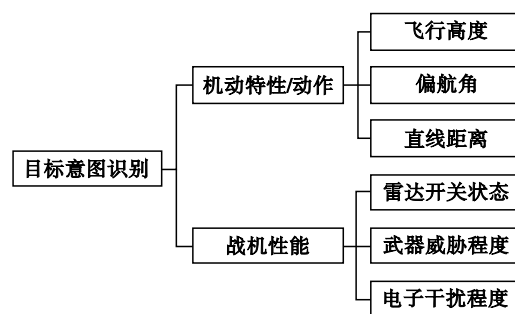 目标意图识别
机动特性/动作
飞行高度
偏航角
直线距离
战机性能
雷达开关状态
武器威胁程度
电子干扰程度